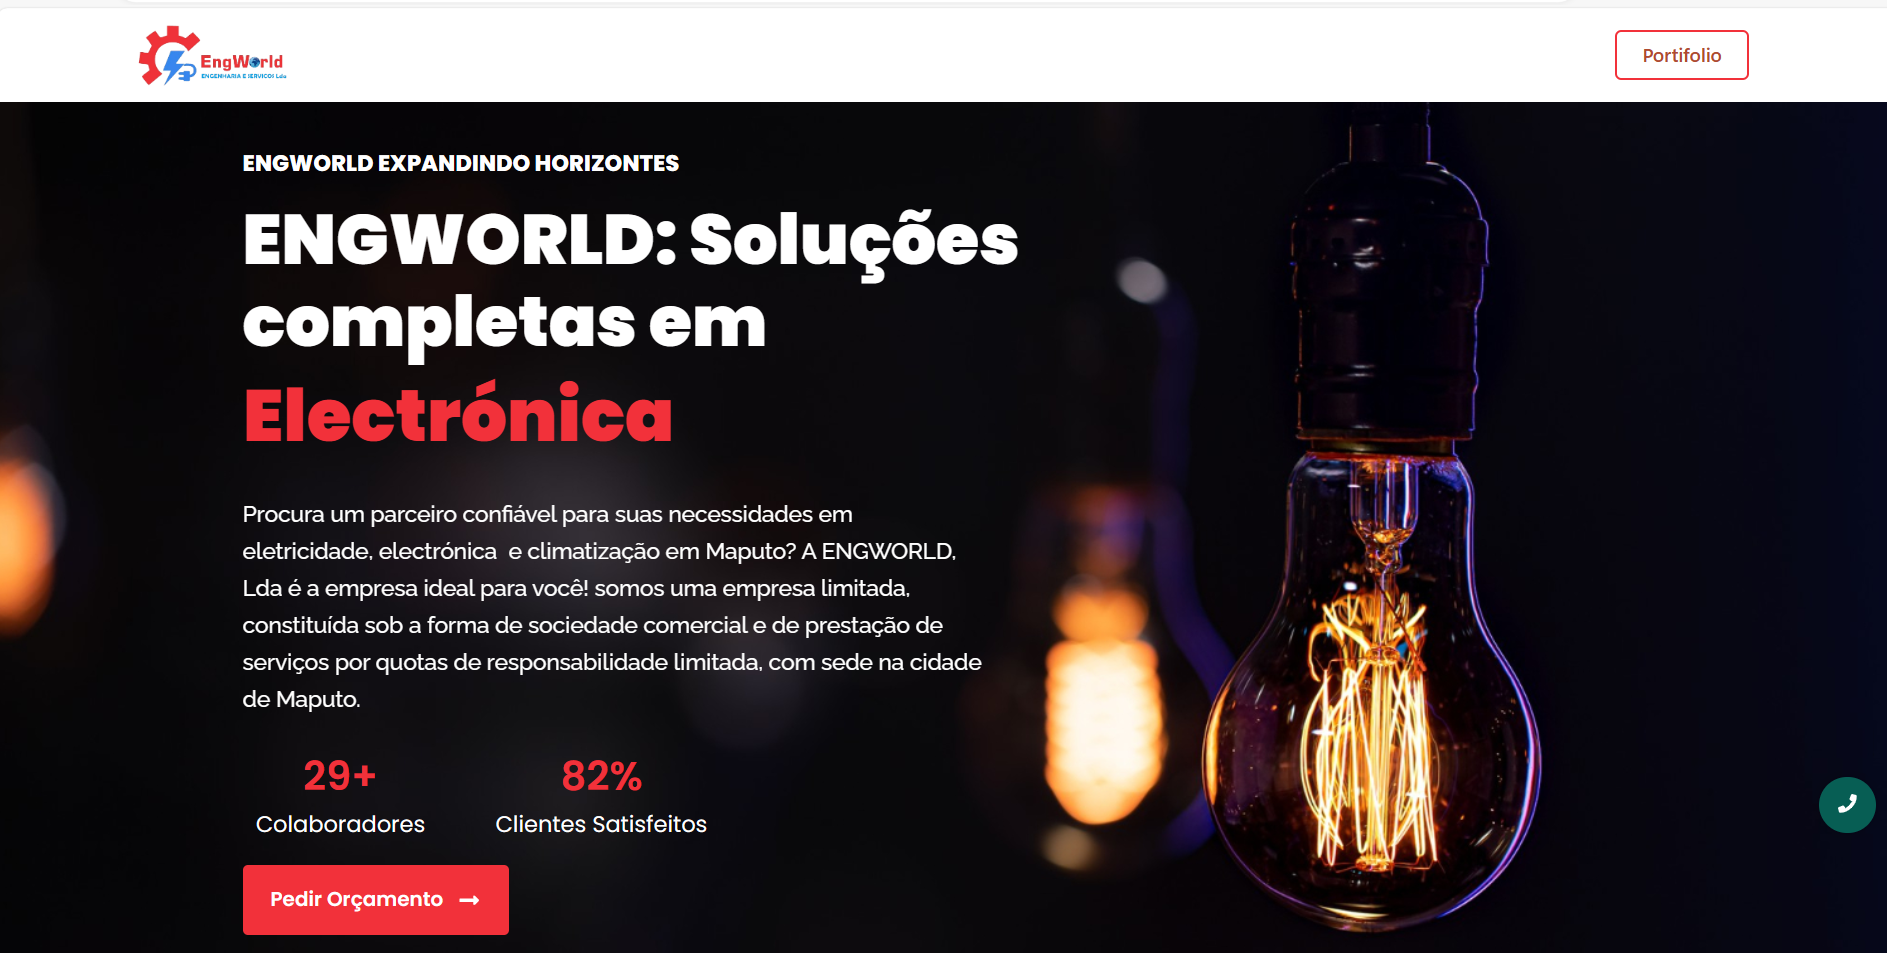 EngWorld
ENGENHARIA E SERVICOS Lda
Portifolio
ENGWORLD EXPANDINDO HORIZONTES
ENGWORLD: Soluções
completas em
Electrónica
Procura um parceiro confiável para suas necessidades em
eletricidade, electrónica  e climatização em Maputo? A ENGWORLD,
Lda é a empresa ideal para você! somos uma empresa limitada,
constituída sob a forma de sociedade comercial e de prestação de
serviços por quotas de responsabilidade limitada, com sede na cidade
de Maputo.
29+
Colaboradores
82%
Clientes Satisfeitos
Pedir Orçamento